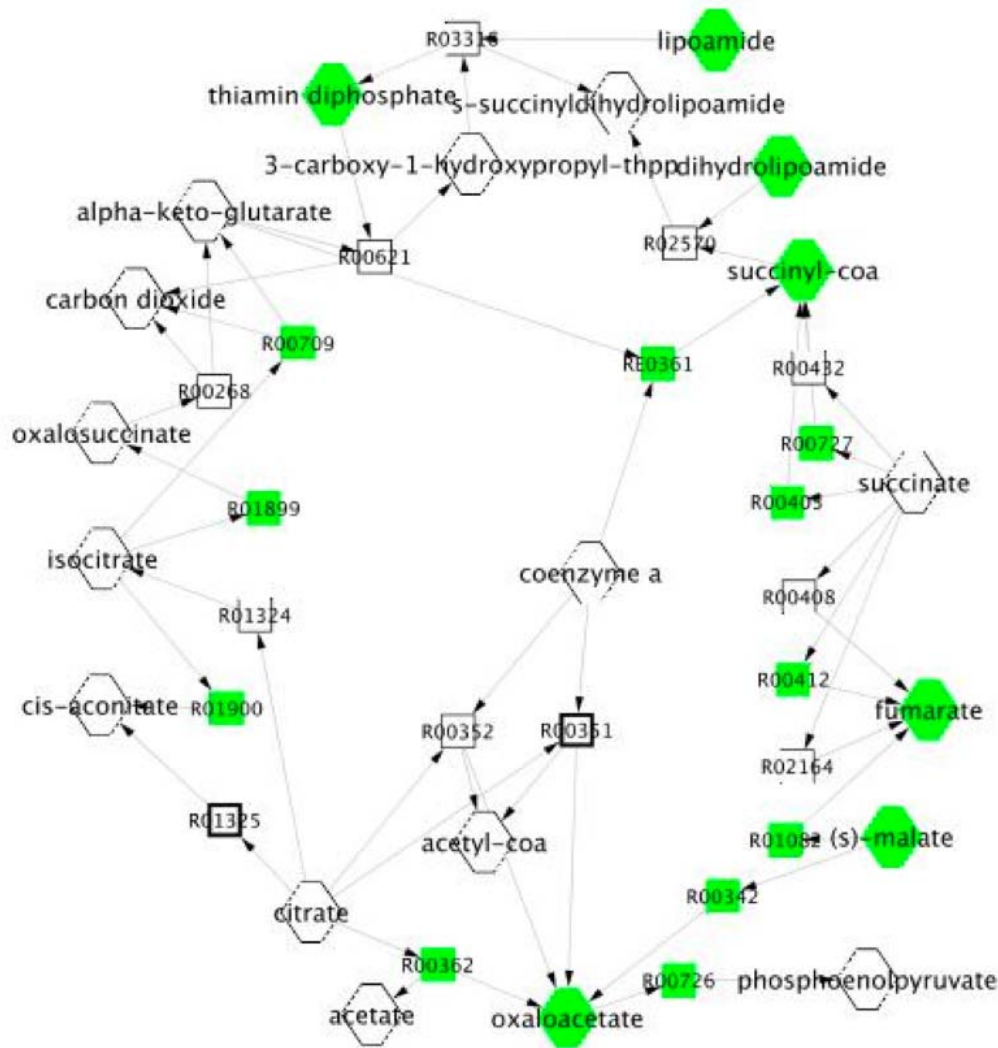 R03316
lipoamide
thiamin diphosphate
s-succinyldihydrolipoamide
3-carboxy-1-hydroxypropyl-thpp
dihydrolipoamide
alpha-keto-glutarate
R02570
R00621
succinyl-coa
carbon dioxide
R00709
RE0361
R00432
R00268
oxalosuccinate
R00727
succinate
R00405
R01899
isocitrate
coenzyme a
R00408
R01324
R00412
cis-aconitate
R01900
fumarate
R00352
R00351
R02164
R01325
acetyl-coa
R01082
(s)-malate
R00342
citrate
R00362
R00726
phosphoenolpyruvate
acetate
oxaloacetate